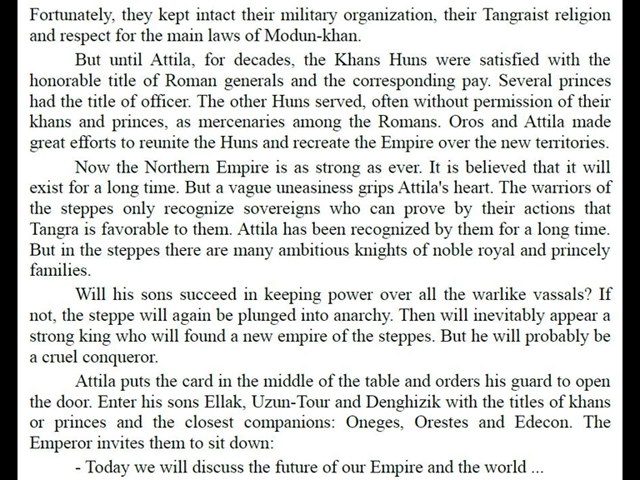 Fortunately, they kept intact their military organization, their Tangraist religion
and respect for the main laws of Modun-khan.
But until Attila, for decades, the Khans Huns were satisfied with the
honorable title of Roman generals and the corresponding pay. Several princes
had the title of officer. The other Huns served, often without permission of their
khans and princes, as mercenaries among the Romans. Oros and Attila made
great efforts to reunite the Huns and recreate the Empire over the new territories.
Now the Northern Empire is as strong as ever. It is believed that it will
exist for a long time. But a vague uneasiness grips Attila's heart. The warriors of
the steppes only recognize sovereigns who can prove by their actions that
Tangra is favorable to them. Attila has been recognized by them for a long time.
But in the steppes there are many ambitious knights of noble royal and princely
families.
Will his sons succeed in keeping power over all the warlike vassals? If
not, the steppe will again be plunged into anarchy. Then will inevitably appear a
strong king who will found a new empire of the steppes. But he will probably be
a cruel conqueror.
Attila puts the card in the middle of the table and orders his guard to open
the door. Enter his sons Ellak, Uzun-Tour and Denghizik with the titles of khans
or princes and the closest companions: Oneges, Orestes and Edecon. The
Emperor invites them to sit down:
- Today we will discuss the future of our Empire and the world ...